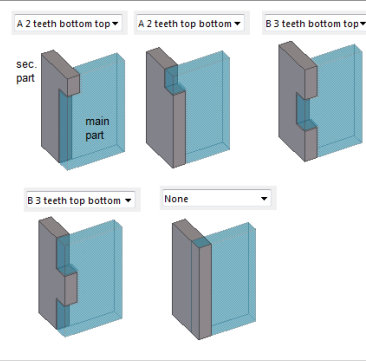 A 2 teeth bottom top
A 2 teeth top bottom
B 3 teeth bottom top
sec.
part
main
part
B 3 teeth top bottom
None